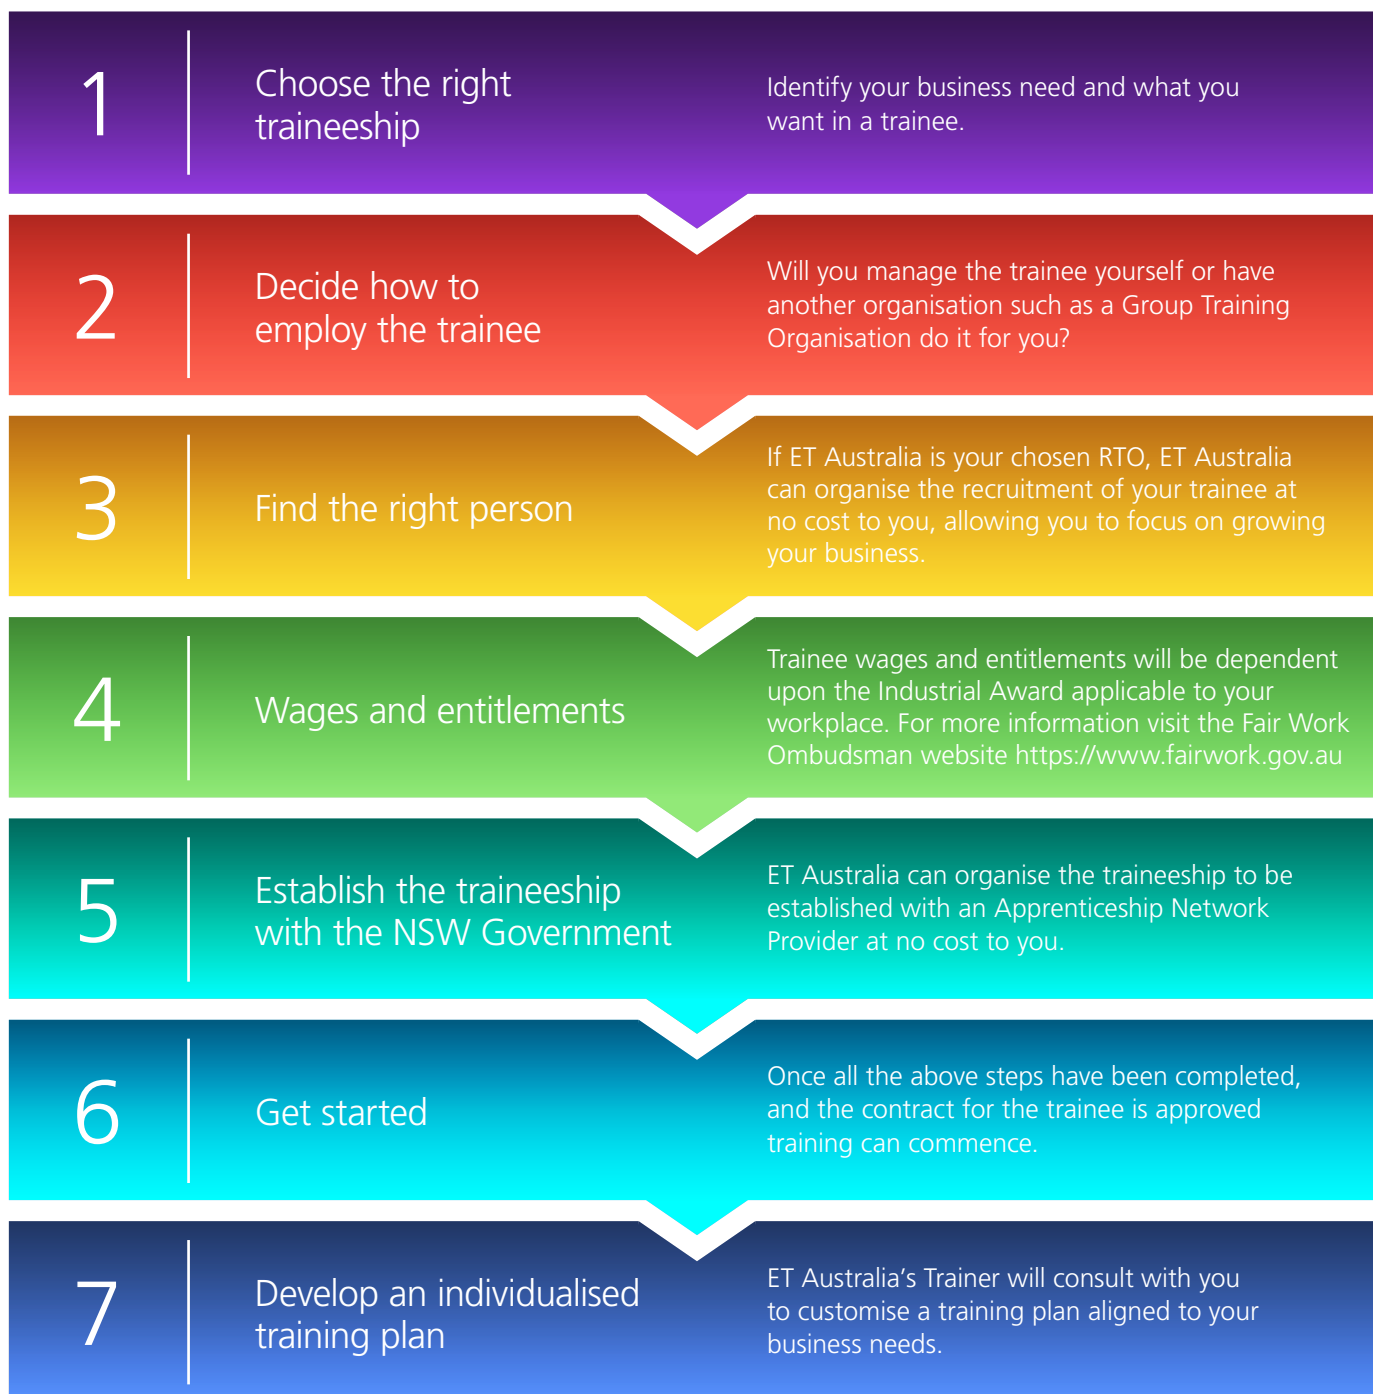 1
Choose the right
traineeship
Identify your business need and what you
want in a trainee.
2
Decide how to
employ the trainee
Will you manage the trainee yourself or have
another organisation such as a Group Training
Organisation do it for you?
3
Find the right person
If ET Australia is your chosen RTO, ET Australia
can organise the recruitment of your trainee at
no cost to you, allowing you to focus on growing
your business.
4
Wages and entitlements
Trainee wages and entitlements will be dependent
upon the Industrial Award applicable to your
workplace. For more information visit the Fair Work
Ombudsman website https://www.fairwork.gov.au
5
Establish the traineeship
with the NSW Government
ET Australia can organise the traineeship to be
established with an Apprenticeship Network
Provider at no cost to you.
6
Get started
Once all the above steps have been completed,
and the contract for the trainee is approved
training can commence.
7
Develop an individualised
training plan
ET Australia’s Trainer will consult with you
to customise a training plan aligned to your
business needs.